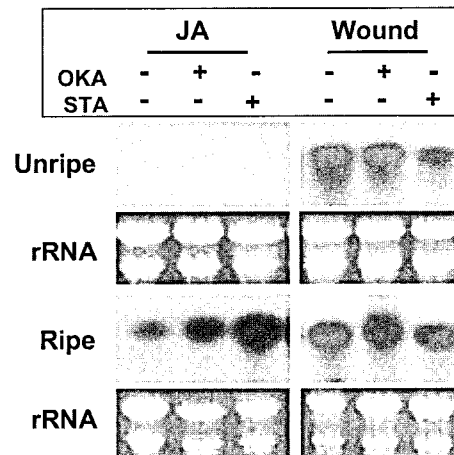 JA Wound
OKA - + - - + -
STA - - + - - +
Unripe
rRNA
Ripe
rRNA